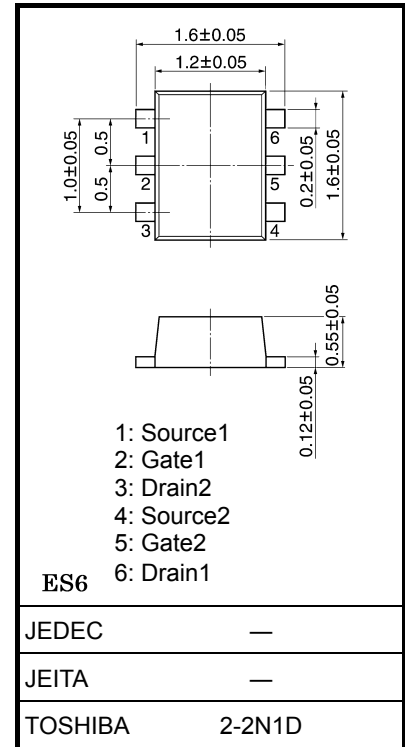 1.6±0.05
1.2±0.05
1
2
3
6
5
4
1.0±0.05
0.5
0.5
0.2±0.05
1.6±0.05
0.55±0.05
0.12±0.05
1: Source1
2: Gate1
3: Drain2
4: Source2
5: Gate2
6: Drain1
ES6
JEDEC —
JEITA —
TOSHIBA 2-2N1D